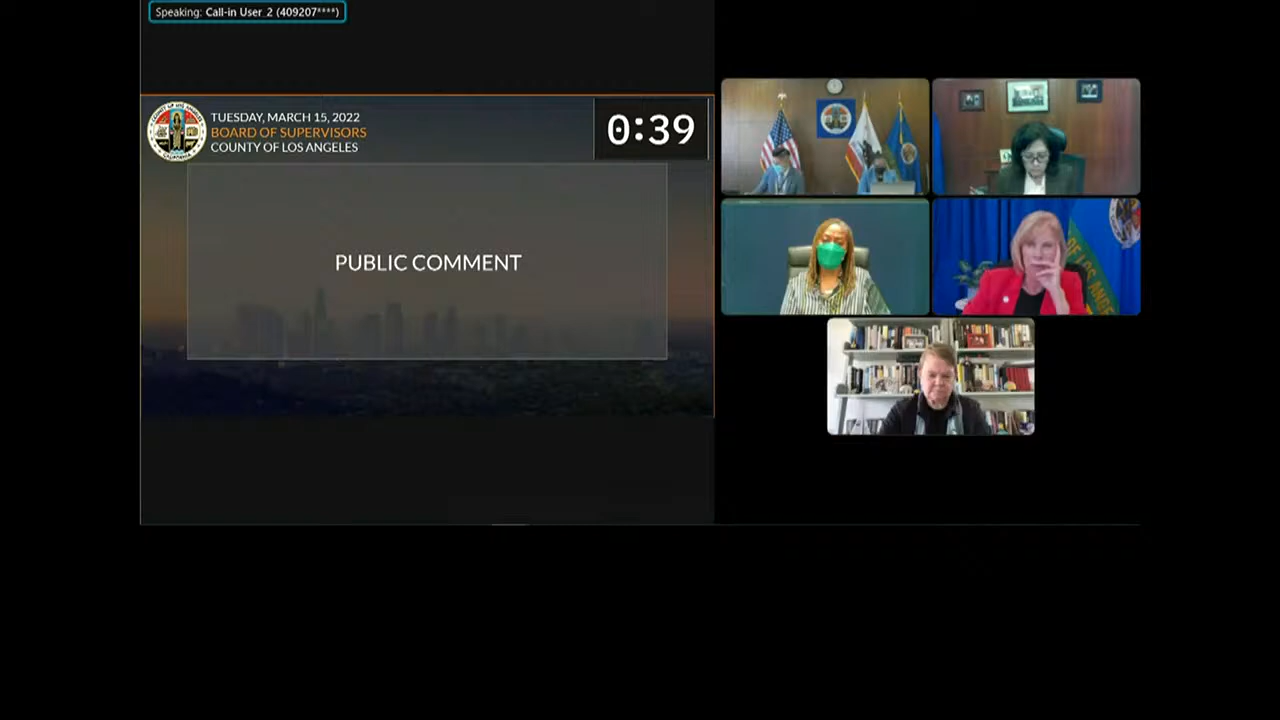 Speaking: Call-in User_2 (409207****)
TUESDAY, MARCH 15, 2022
BOARD OF SUPERVISORS
COUNTY OF LOS ANGELES
0:39
PUBLIC COMMENT